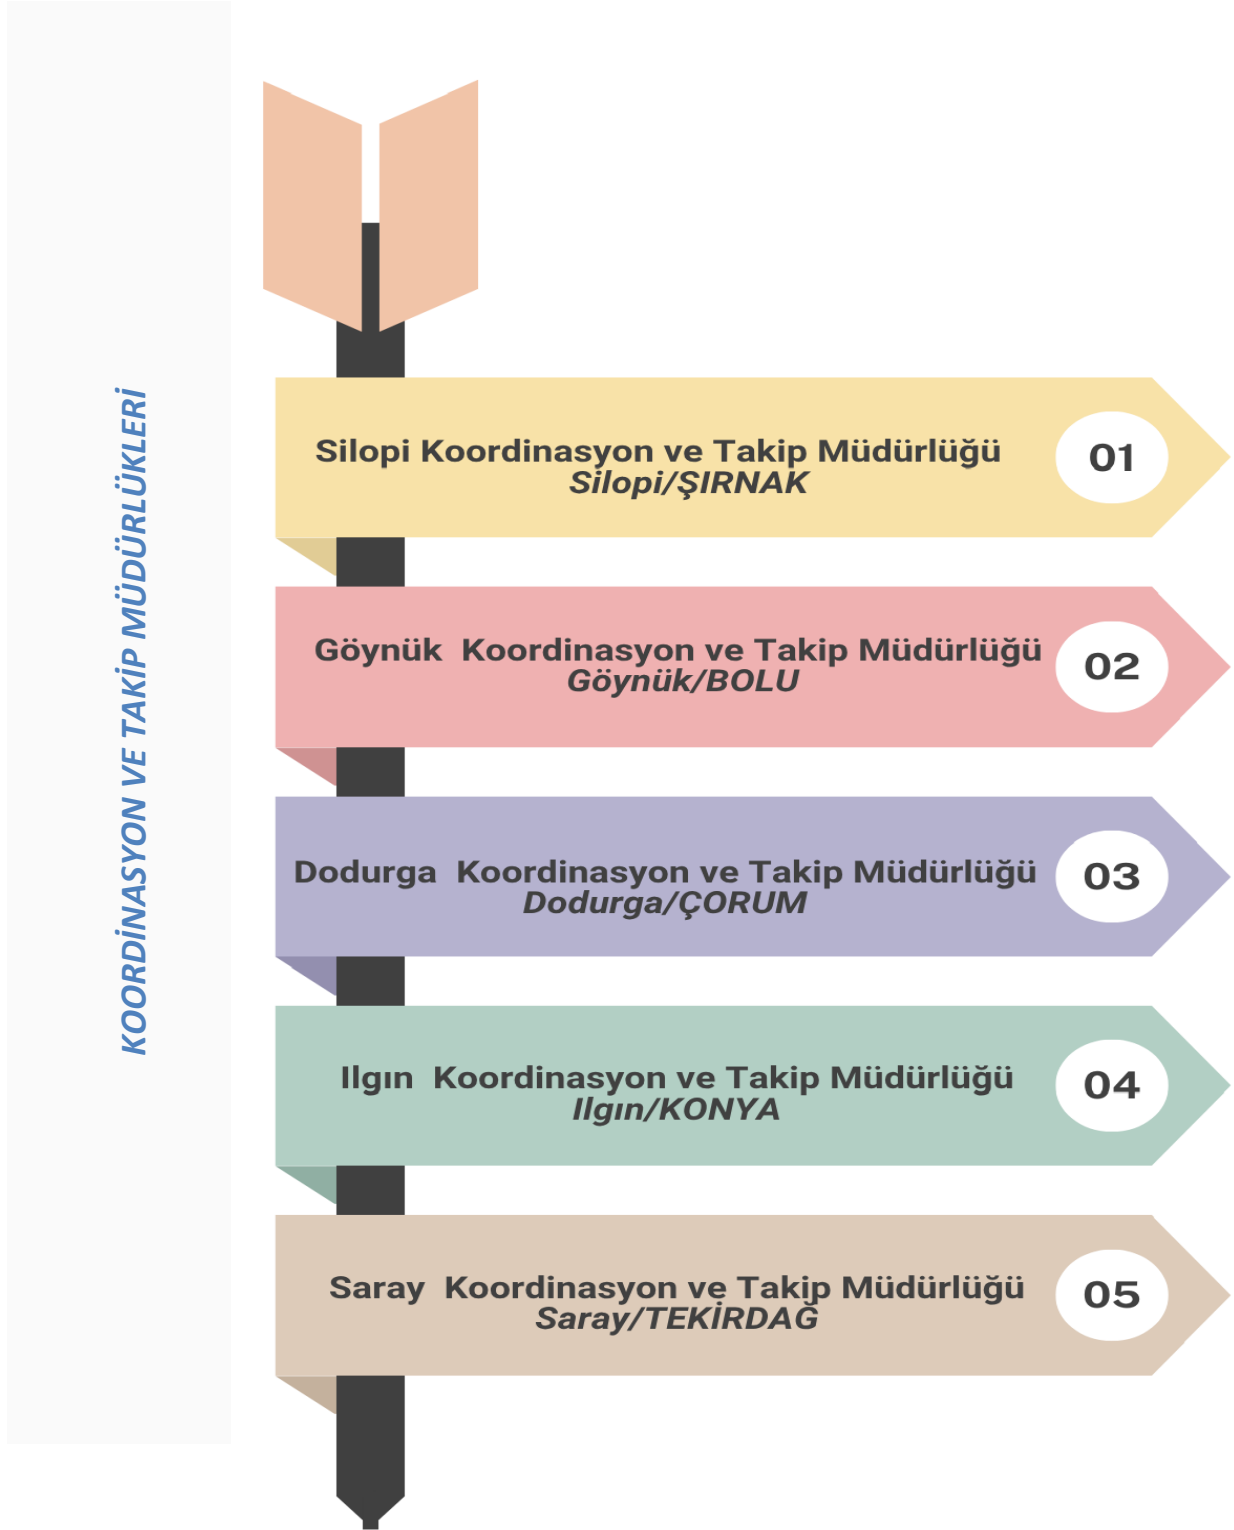 KOORDİNASYON VE TAKİP MÜDÜRLÜKLERİ
Silopi Koordinasyon ve Takip Müdürlüğü
Silopi/ŞIRNAK
01
Göynük Koordinasyon ve Takip Müdürlüğü
Göynük/BOLU
02
Dodurga Koordinasyon ve Takip Müdürlüğü
Dodurga/ÇORUM
03
Ilgın Koordinasyon ve Takip Müdürlüğü
Ilgın/KONYA
04
Saray Koordinasyon ve Takip Müdürlüğü
Saray/TEKİRDAĞ
05